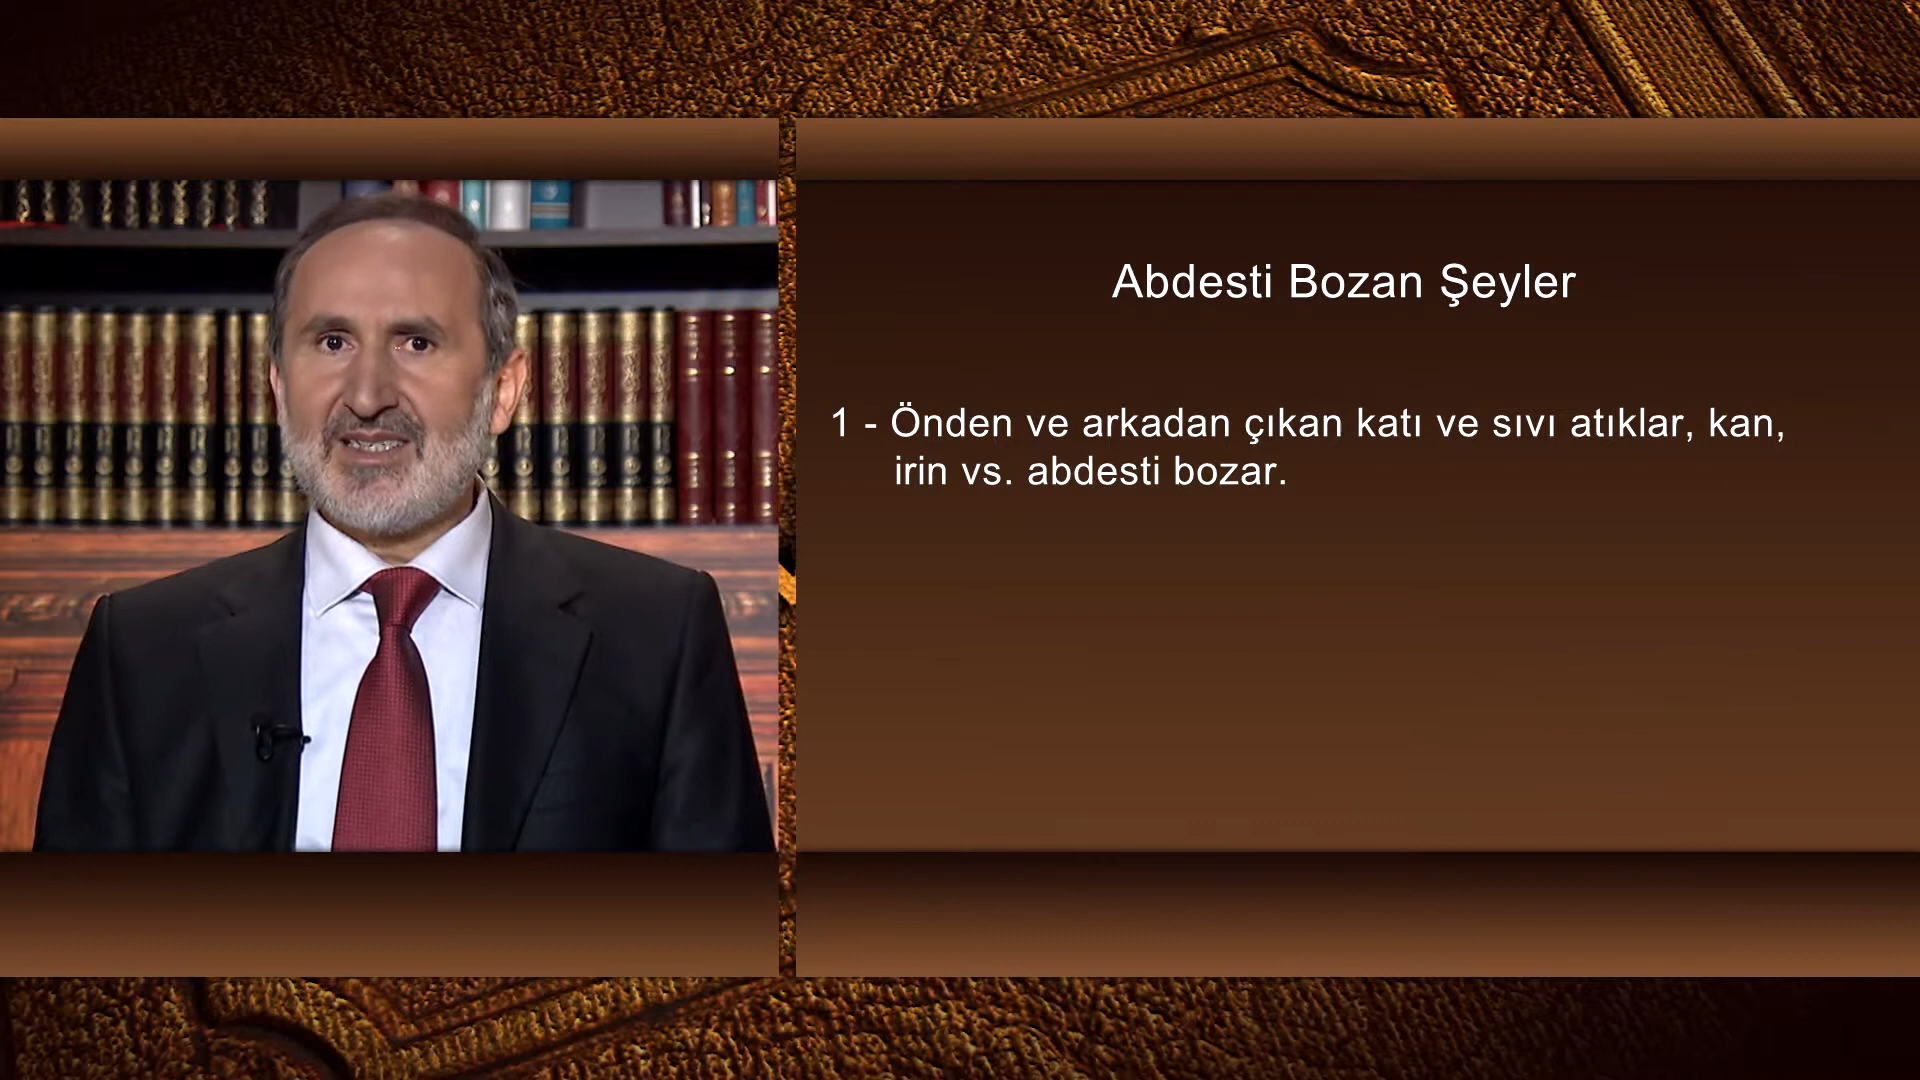 Abdesti Bozan Şeyler
1 - Önden ve arkadan çıkan katı ve sıvı atıklar, kan,
irin vs. abdesti bozar.